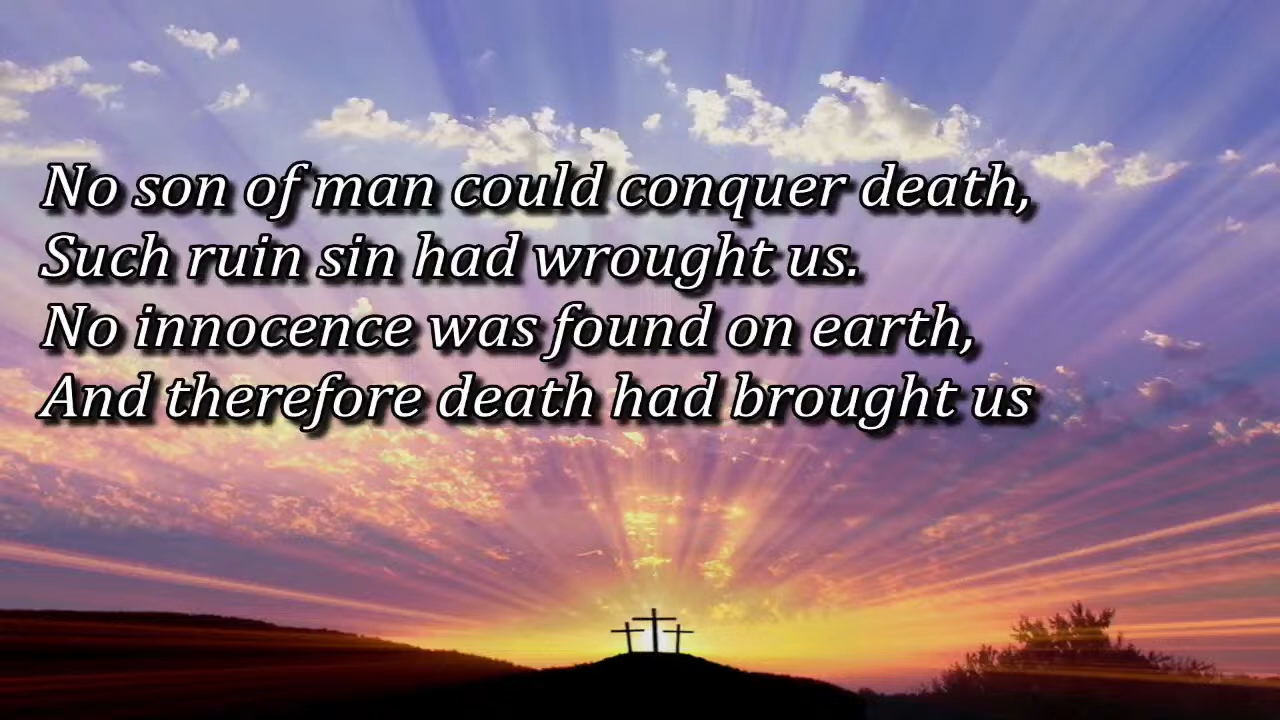 No son of man could conquer death,
Such ruin sin had wrought us.
No innocence was found on earth,
And therefore death had brought us